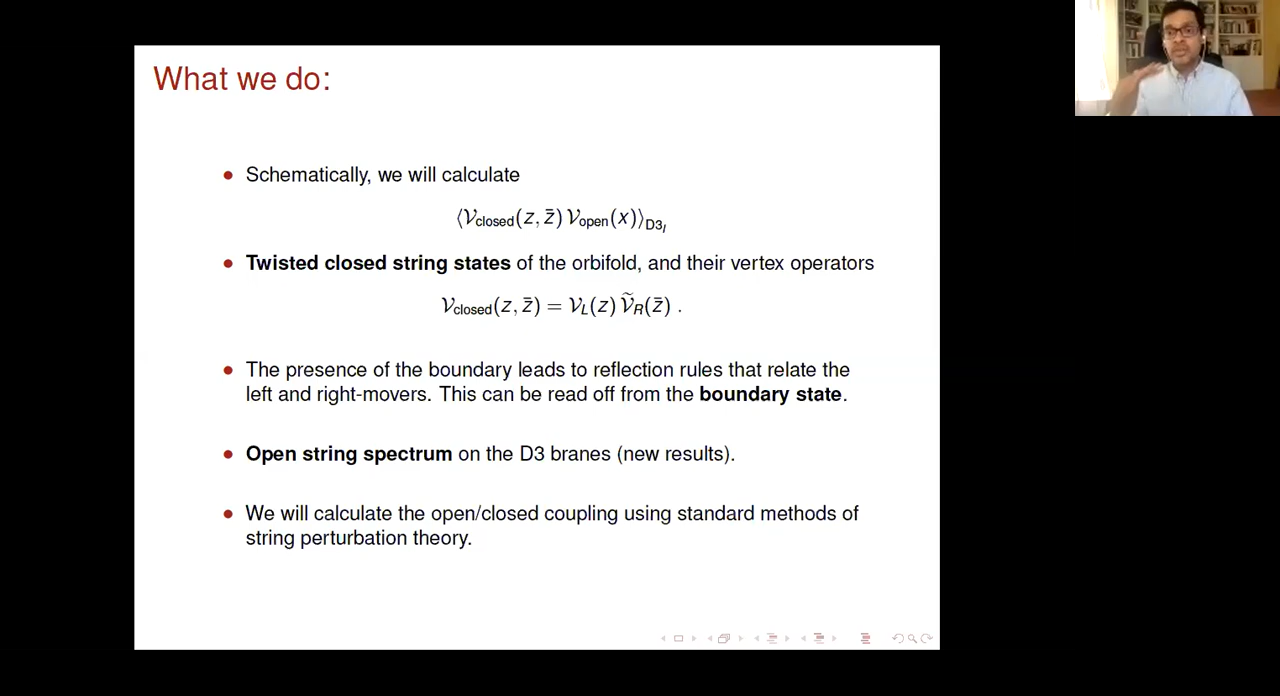 What we do:
• Schematically, we will calculate
⟨𝒱closed(z, z̄) 𝒱open(x)⟩D3I
• Twisted closed string states of the orbifold, and their vertex operators
𝒱closed(z, z̄) = 𝒱L(z) 𝒱̃R(z̄) .
• The presence of the boundary leads to reflection rules that relate the
left and right-movers. This can be read off from the boundary state.
• Open string spectrum on the D3 branes (new results).
• We will calculate the open/closed coupling using standard methods of
string perturbation theory.